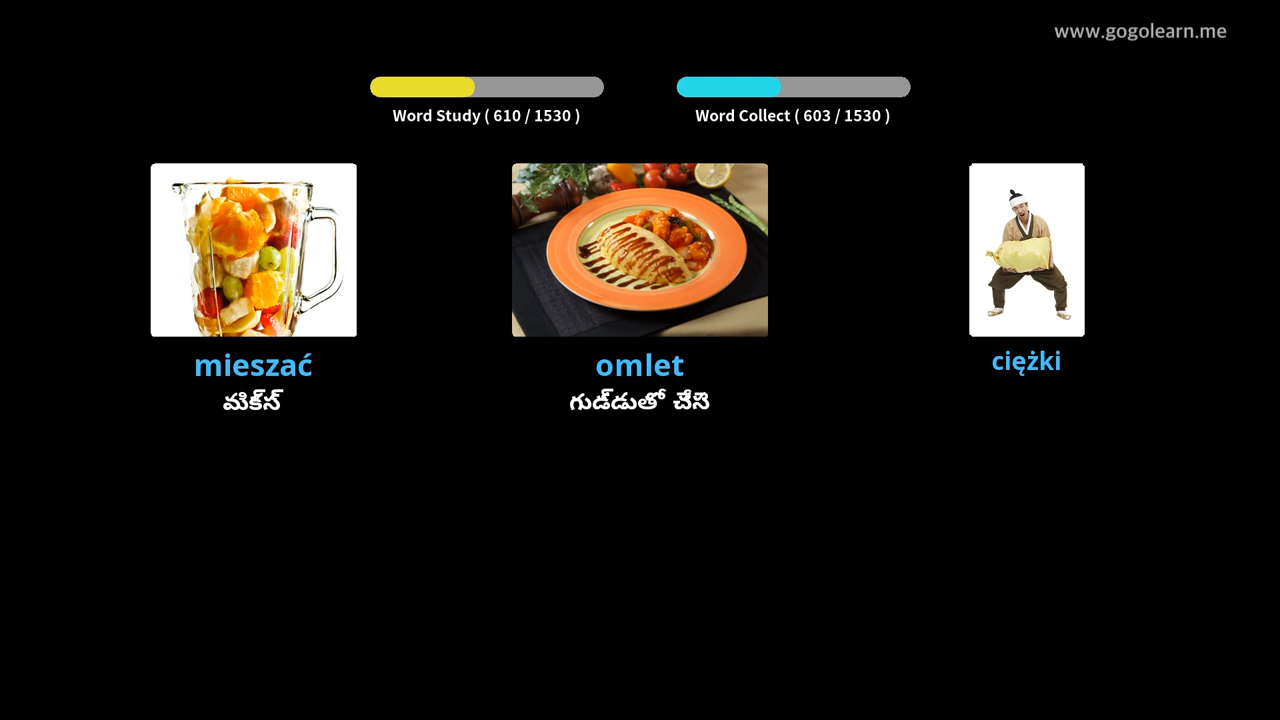 www.gogolearn.me
Word Study ( 610 / 1530 )
Word Collect ( 603 / 1530 )
mieszać
omlet
ciężki
మిక్స్
గుడ్డుతో చేసి